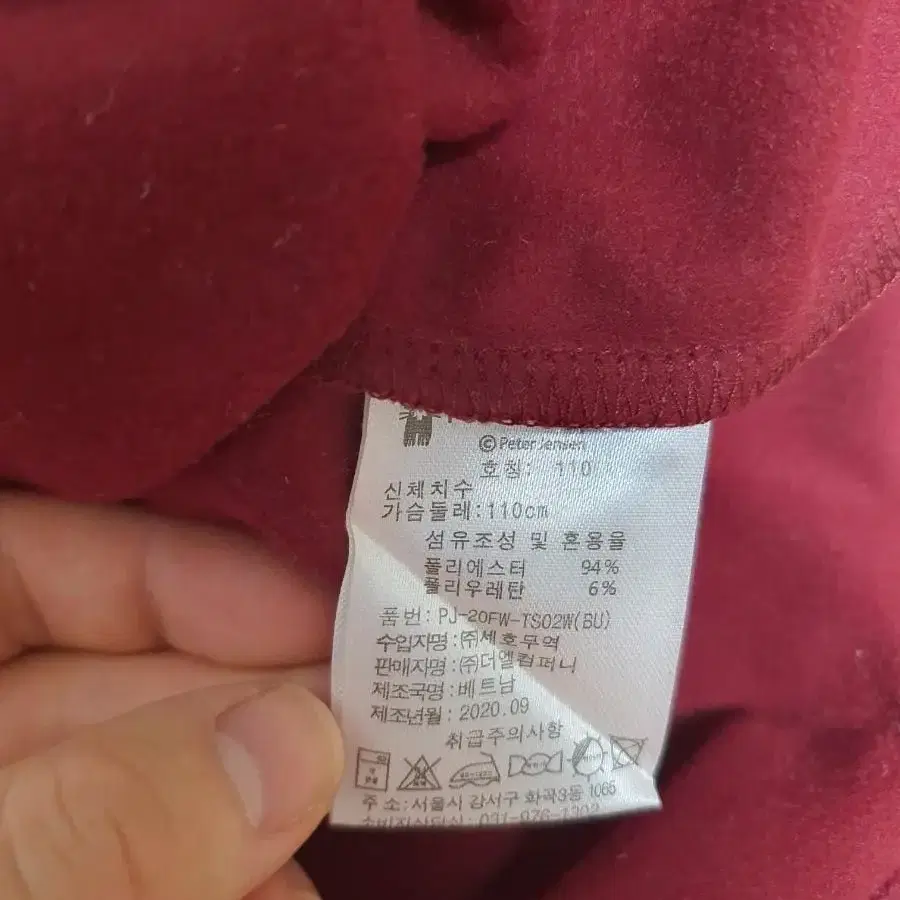 © Peter Jensen
호칭: 110
신체치수
가슴둘레:110cm
섬유조성 및 혼용율
폴리에스터 94%
폴리우레탄 6%
품번: PJ-20FW-TS02W(BU)
수입자명:㈜세호무역
판매자명:㈜더엘컴퍼니
제조국명:베트남
제조년월: 2020.09
취급주의사항
주소:서울시 강서구 화곡3동 1065